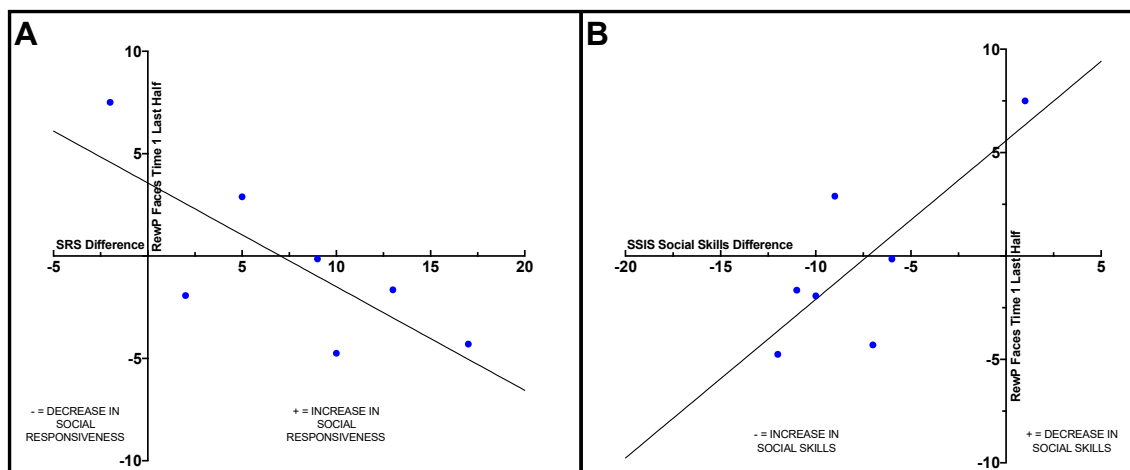 A
10
5
-5
-10
RewP Faces Time 1 Last Half
SRS Difference
-5
5
10
15
20
- = DECREASE IN
SOCIAL
RESPONSIVENESS
+ = INCREASE IN
SOCIAL
RESPONSIVENESS
B
10
5
-5
-10
SSIS Social Skills Difference
-20
-15
-10
-5
5
RewP Faces Time 1 Last Half
- = INCREASE IN
SOCIAL SKILLS
+ = DECREASE IN
SOCIAL SKILLS